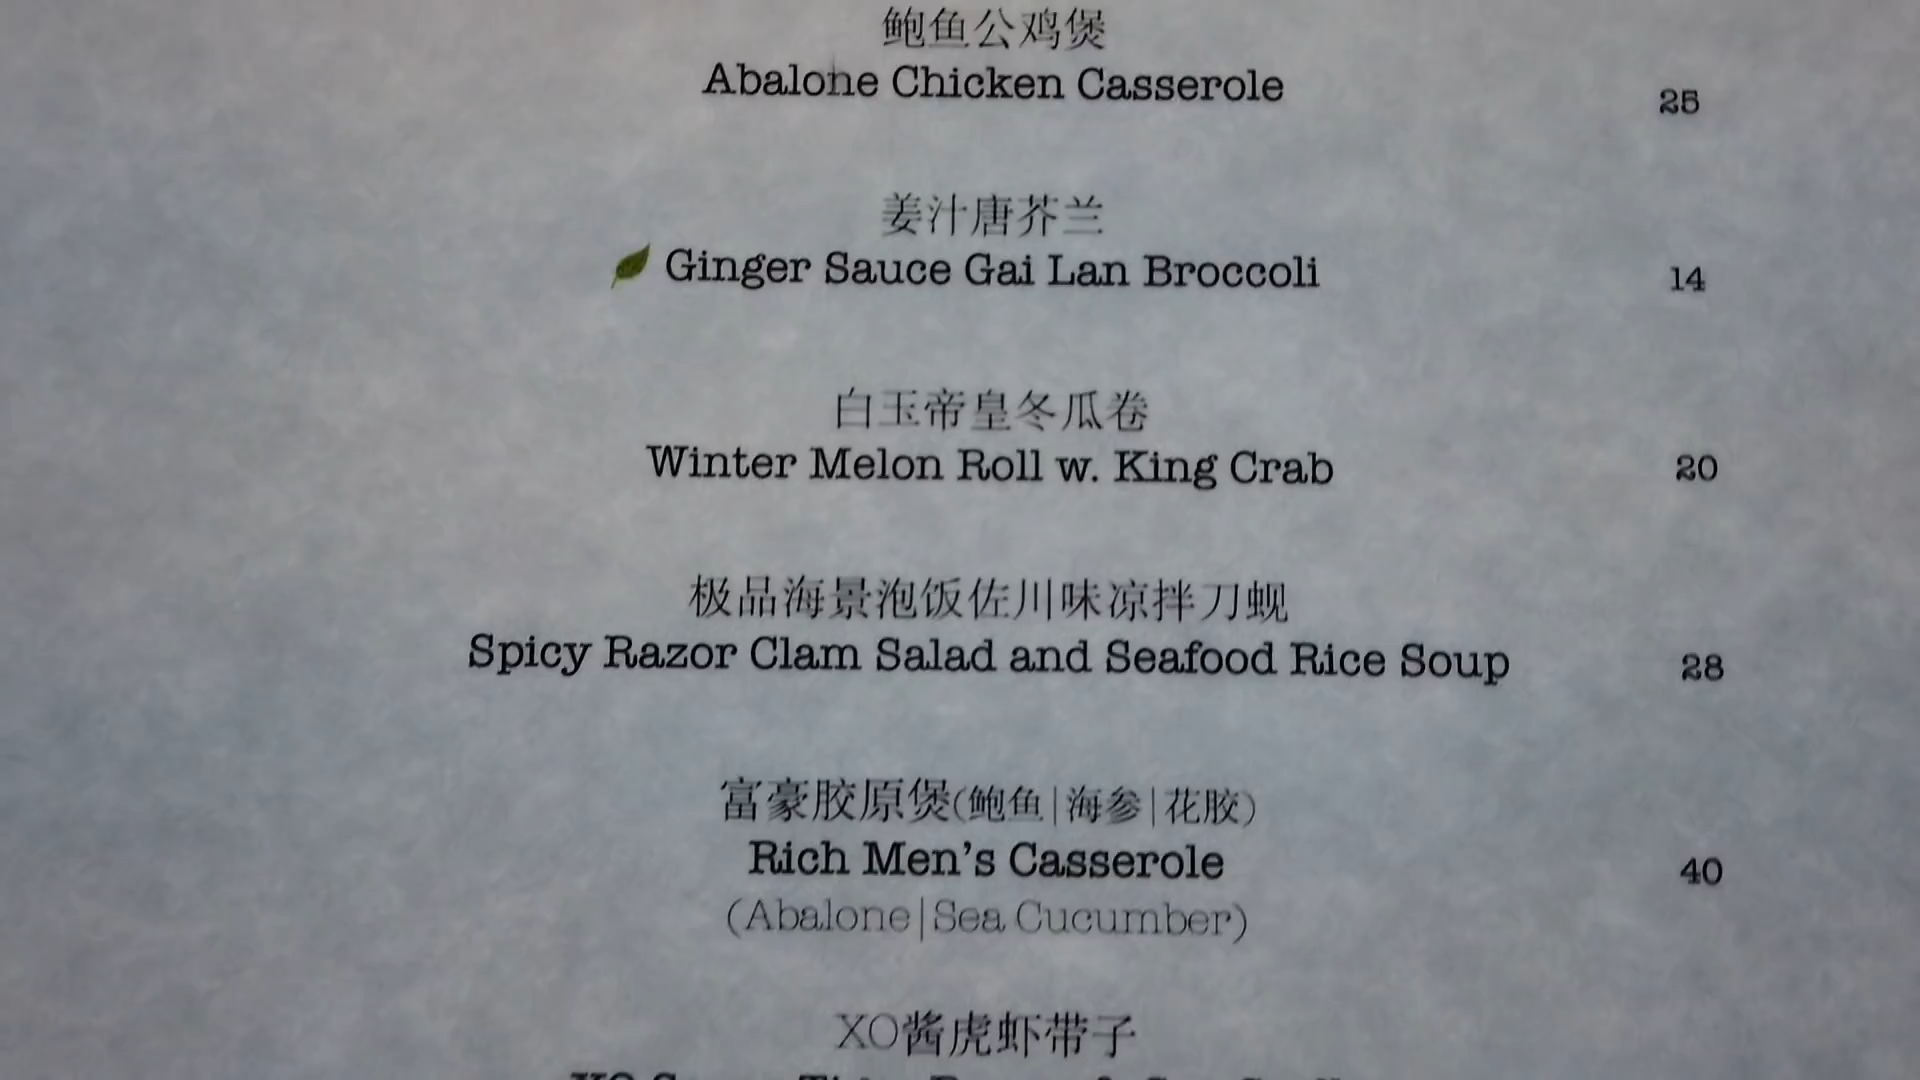 鲍鱼公鸡煲
Abalone Chicken Casserole 25
姜汁唐芥兰
Ginger Sauce Gai Lan Broccoli 14
白玉帝皇冬瓜卷
Winter Melon Roll w. King Crab 20
极品海景泡饭佐川味凉拌刀蚬
Spicy Razor Clam Salad and Seafood Rice Soup 28
富豪胶原煲(鲍鱼|海参|花胶)
Rich Men's Casserole 40
(Abalone|Sea Cucumber)
XO酱虎虾带子